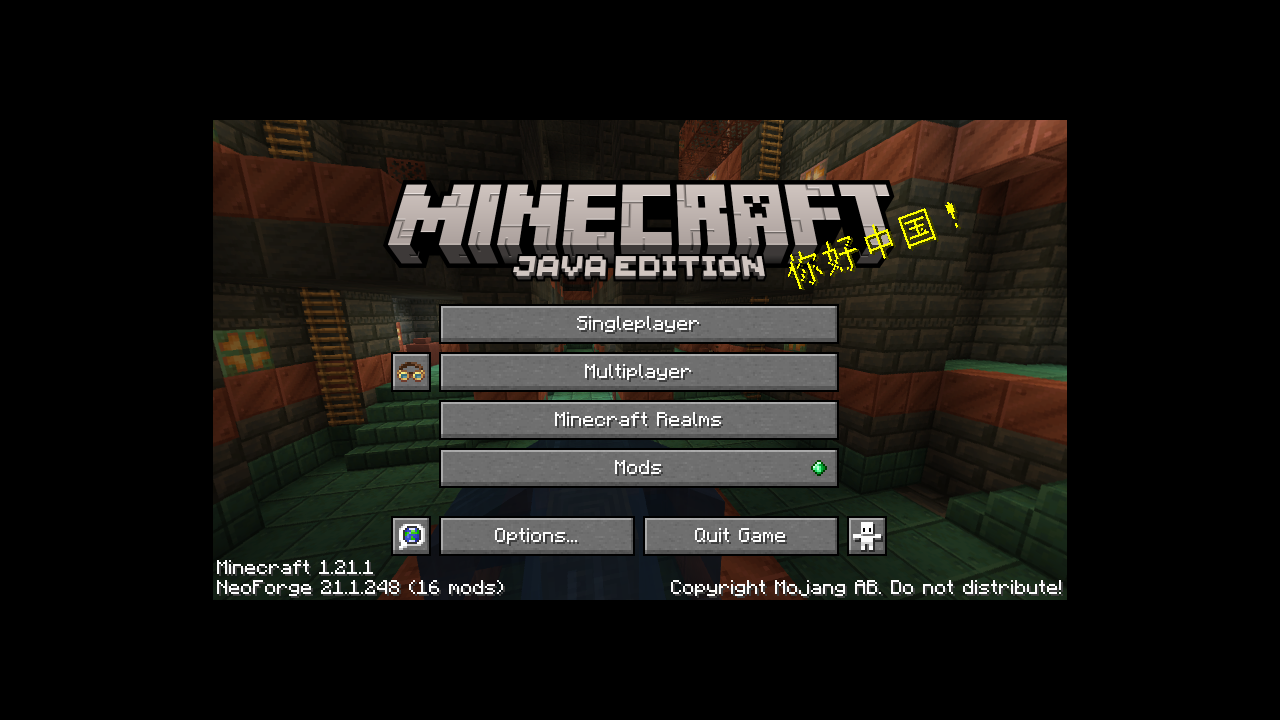 MINECRAFT
JAVA EDITION
你好中国！
Singleplayer
Multiplayer
Minecraft Realms
Mods
Options...
Quit Game
Minecraft 1.21.1
NeoForge 21.1.248 (16 mods)
Copyright Mojang AB. Do not distribute!